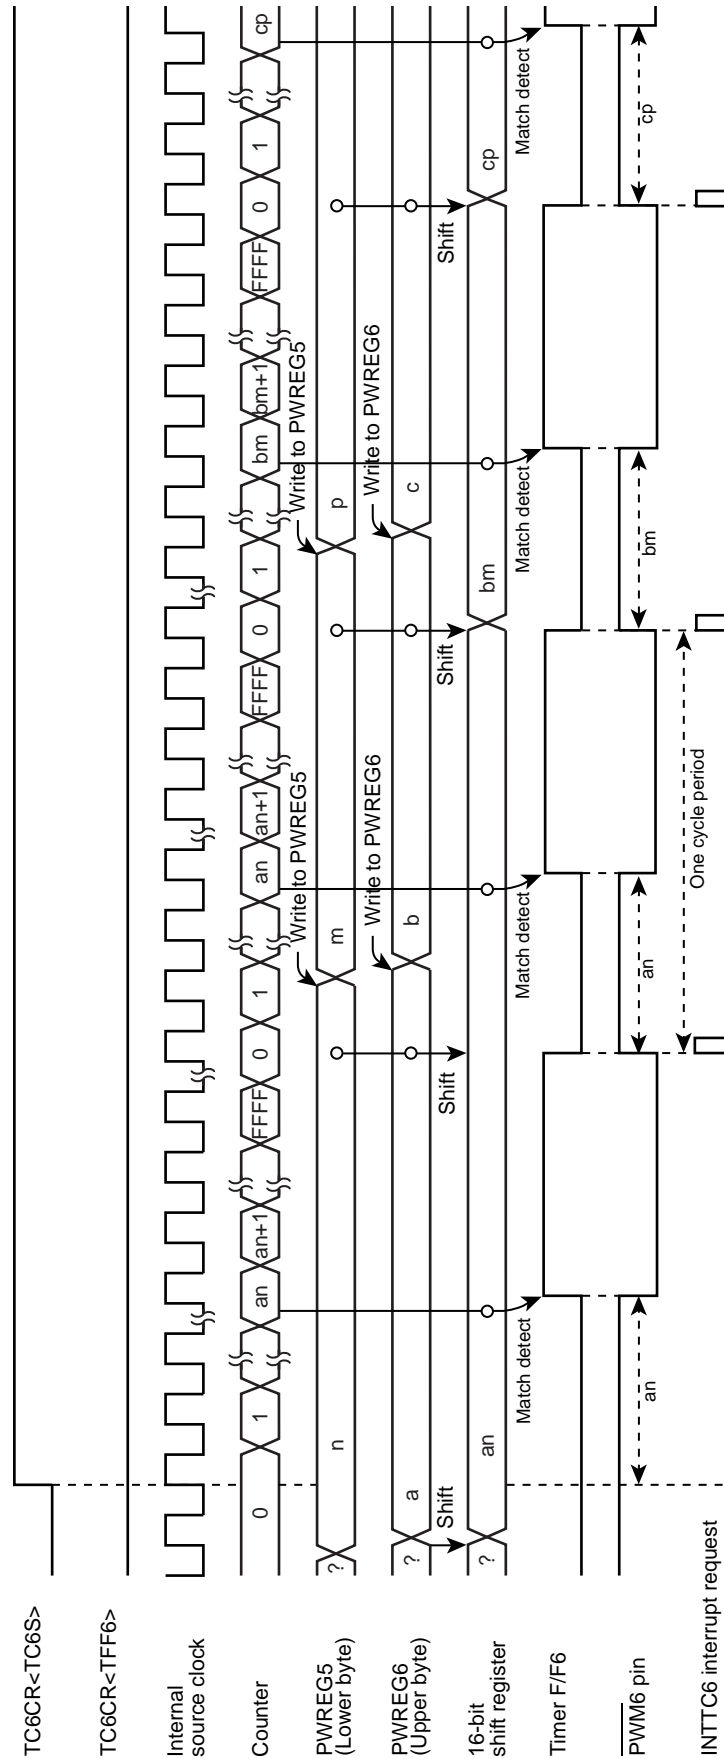 TC6CR<TC6S>
TC6CR<TFF6>
Internal
source clock
Counter
0 1 an an+1 FFFF 0 1 an an+1 FFFF 0 1 bm bm+1 FFFF 0 1 cp
Write to PWREG5
Write to PWREG5
PWREG5
(Lower byte)
? n m p
Write to PWREG6
Write to PWREG6
PWREG6
(Upper byte)
? a b c
Shift
Shift
Shift
Shift
16-bit
shift register
? an bm cp
Match detect
Match detect
Match detect
Match detect
Timer F/F6
PWM6 pin
an an bm cp
One cycle period
INTTC6 interrupt request